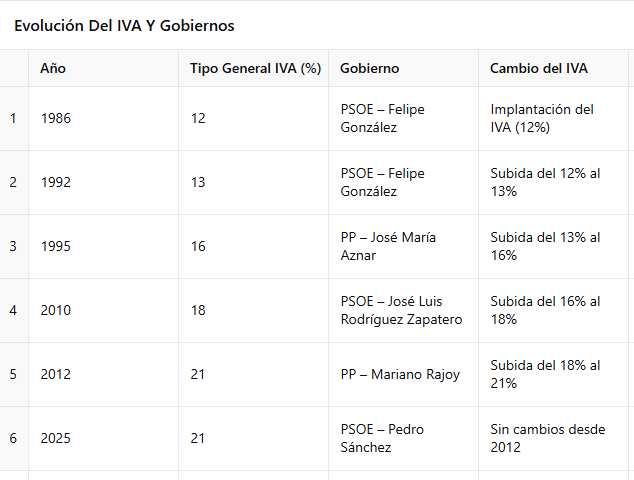 Evolución Del IVA Y Gobiernos
Año Tipo General IVA (%) Gobierno Cambio del IVA
1 1986 12 PSOE – Felipe González Implantación del IVA (12%)
2 1992 13 PSOE – Felipe González Subida del 12% al 13%
3 1995 16 PP – José María Aznar Subida del 13% al 16%
4 2010 18 PSOE – José Luis Rodríguez Zapatero Subida del 16% al 18%
5 2012 21 PP – Mariano Rajoy Subida del 18% al 21%
6 2025 21 PSOE – Pedro Sánchez Sin cambios desde 2012